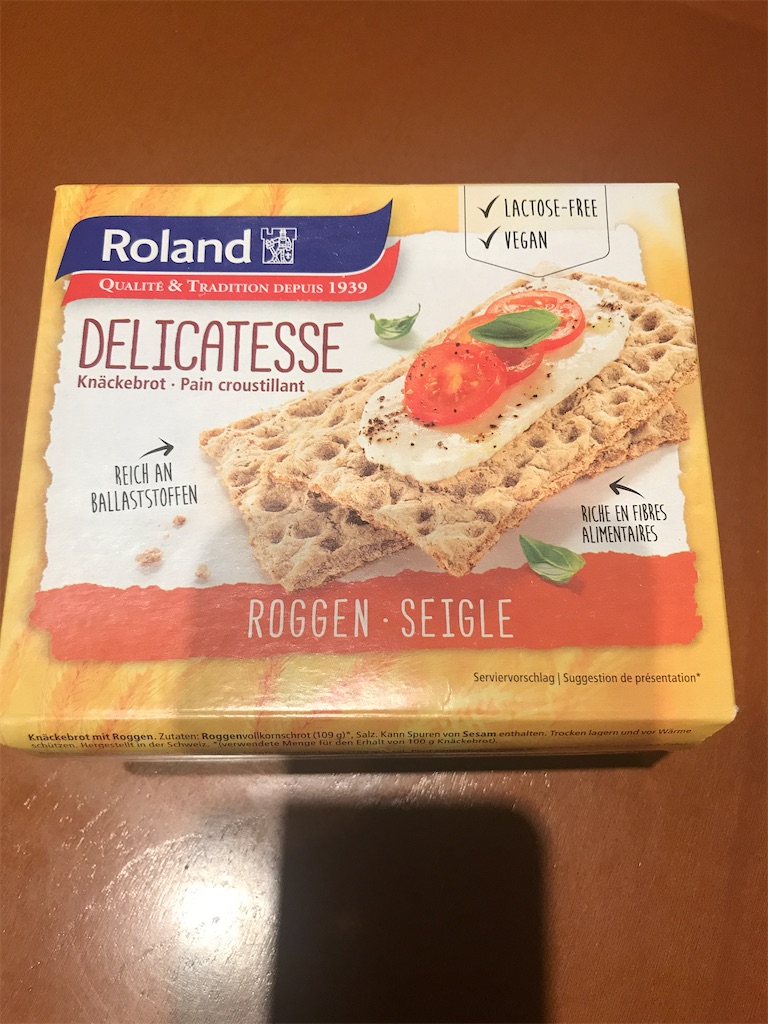 Roland
QUALITÉ & TRADITION DEPUIS 1939
✓ LACTOSE-FREE
✓ VEGAN
DELICATESSE
Knäckebrot · Pain croustillant
REICH AN
BALLASTSTOFFEN
RICHE EN FIBRES
ALIMENTAIRES
ROGGEN · SEIGLE
Serviervorschlag | Suggestion de présentation*
Knäckebrot mit Roggen. Zutaten: Roggenvollkornschrot (109 g)*, Salz. Kann Spuren von Sesam enthalten. Trocken lagern und vor Wärme
schützen. Hergestellt in der Schweiz. *(verwendete Menge für den Erhalt von 100 g Knäckebrot).